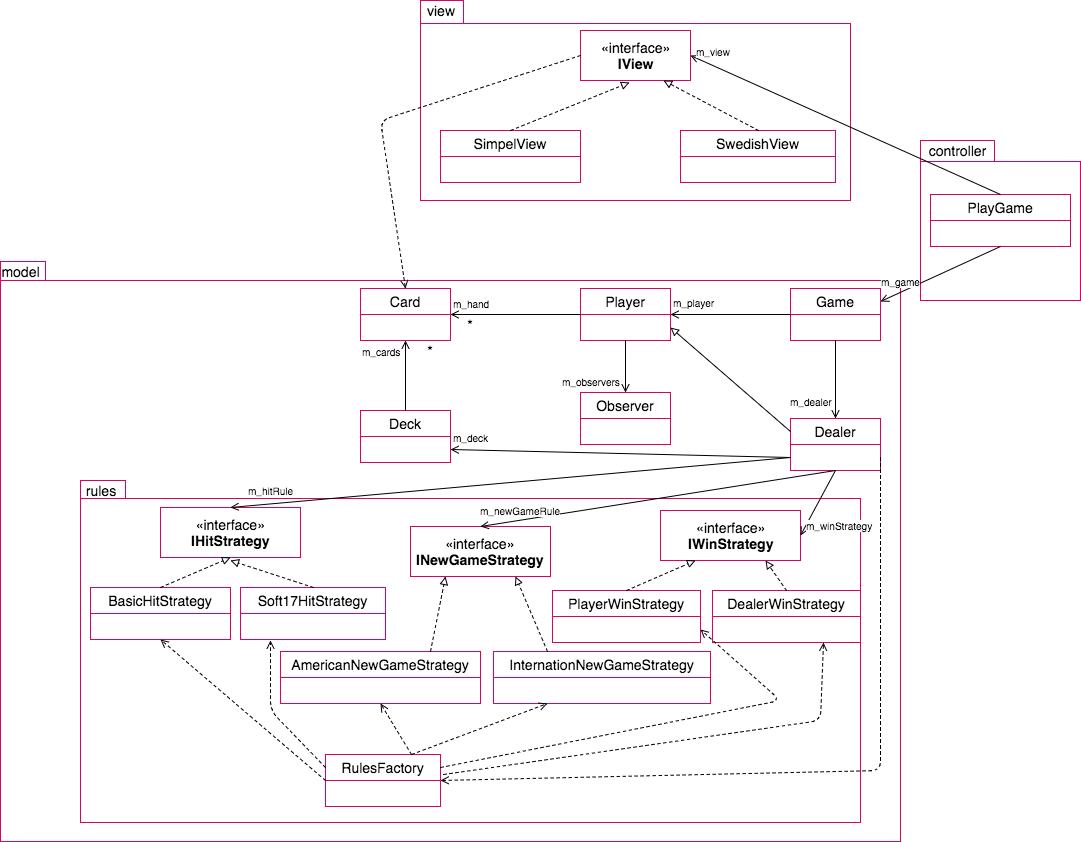 view
«interface»
IView
m_view
SimpelView
SwedishView
controller
PlayGame
model
m_game
Card
m_hand
*
Player
m_player
Game
m_cards
*
m_observers
Observer
m_dealer
Deck
m_deck
Dealer
rules
m_hitRule
«interface»
IHitStrategy
m_newGameRule
«interface»
INewGameStrategy
«interface»
IWinStrategy
m_winStrategy
BasicHitStrategy
Soft17HitStrategy
PlayerWinStrategy
DealerWinStrategy
AmericanNewGameStrategy
InternationNewGameStrategy
RulesFactory